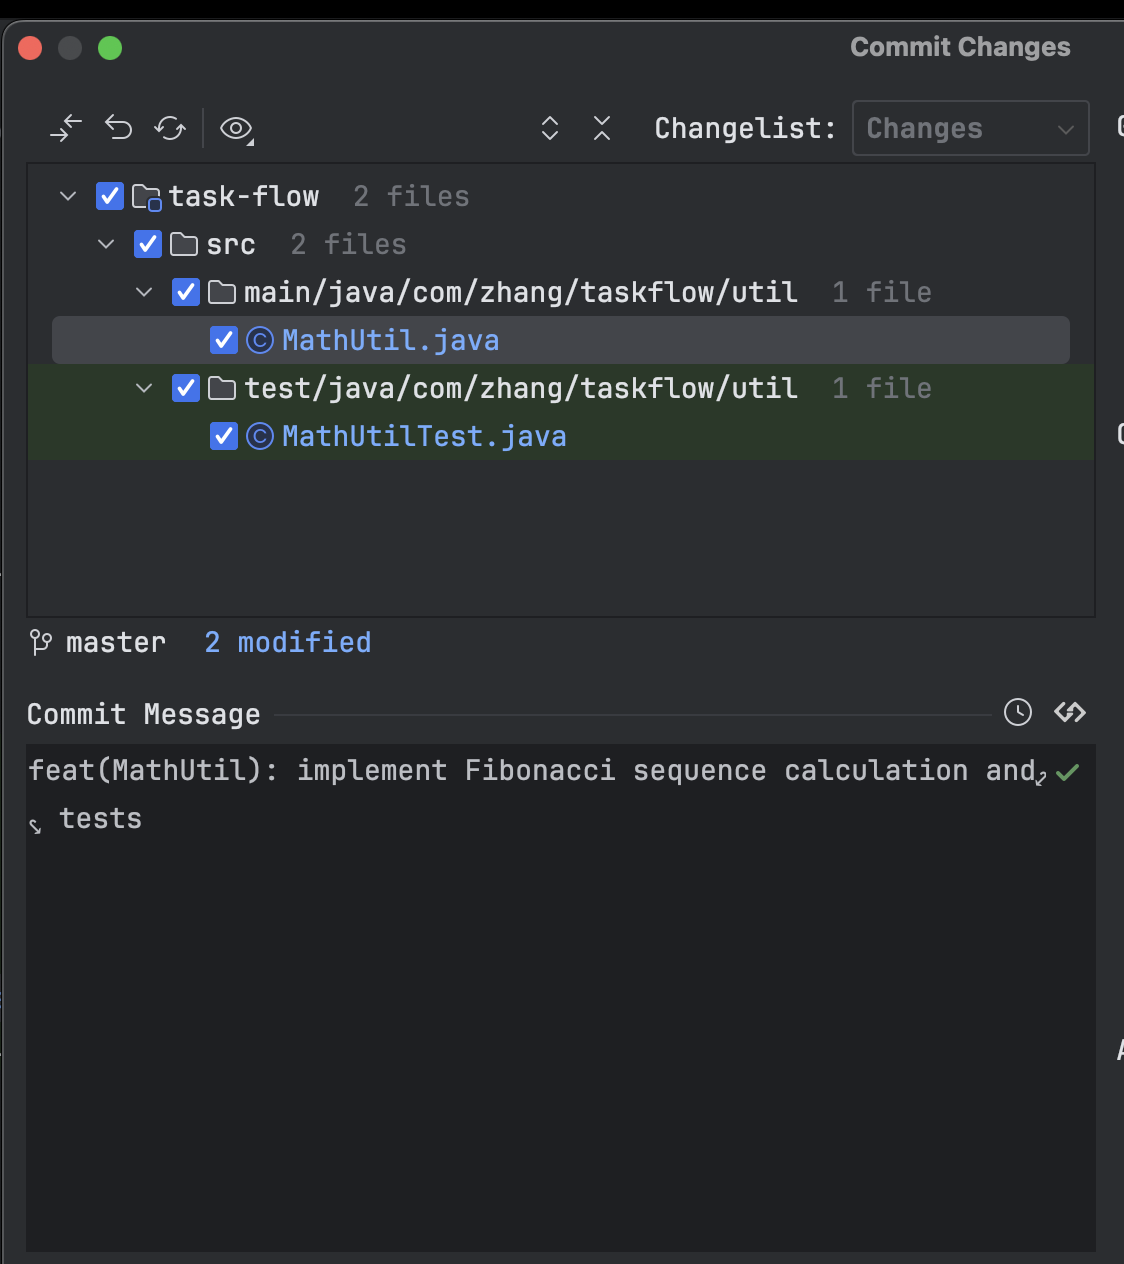 Commit Changes
Changelist: Changes
task-flow 2 files
src 2 files
main/java/com/zhang/taskflow/util 1 file
MathUtil.java
test/java/com/zhang/taskflow/util 1 file
MathUtilTest.java
master 2 modified
Commit Message
feat(MathUtil): implement Fibonacci sequence calculation and
tests